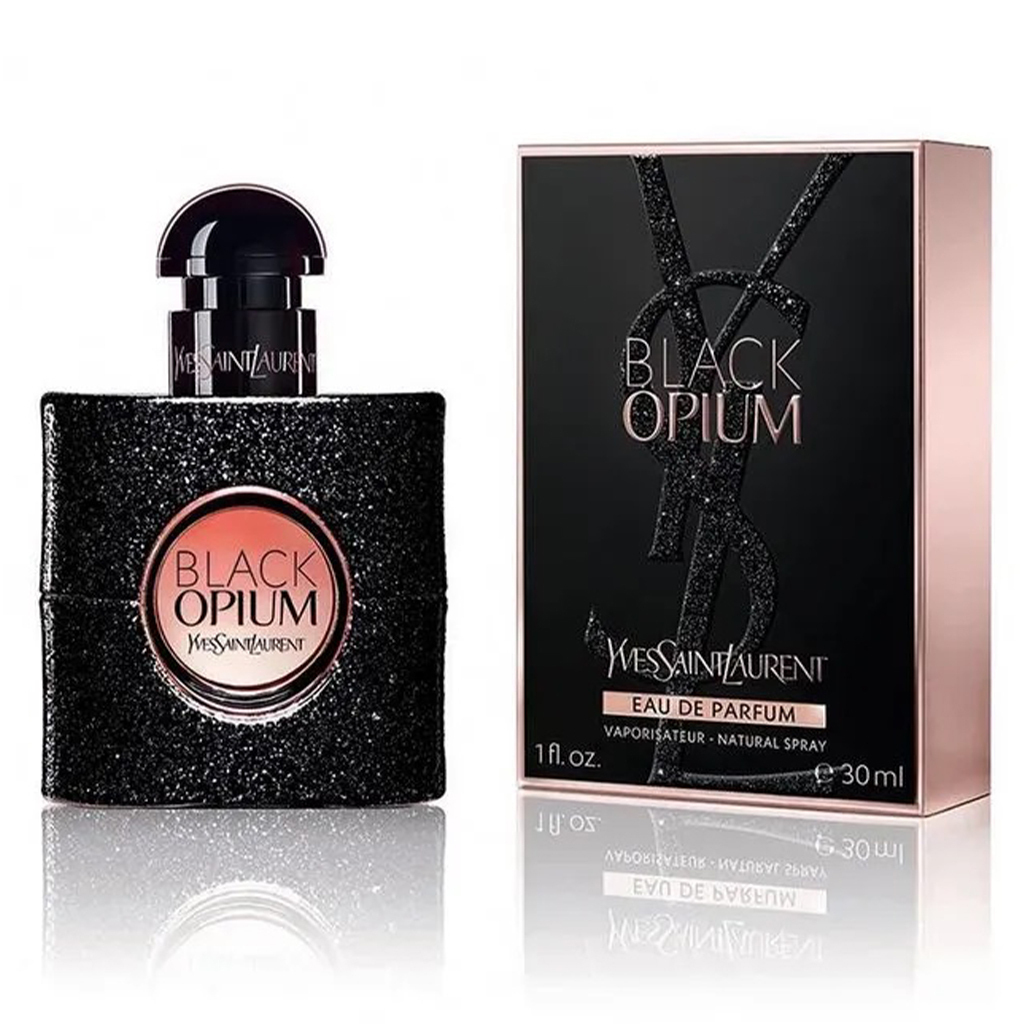 YVESSAINTLAURENT
BLACK
OPIUM
YVESSAINTLAURENT
BLACK
OPIUM
YVESSAINTLAURENT
EAU DE PARFUM
VAPORISATEUR - NATURAL SPRAY
1 fl. oz.
℮ 30 ml